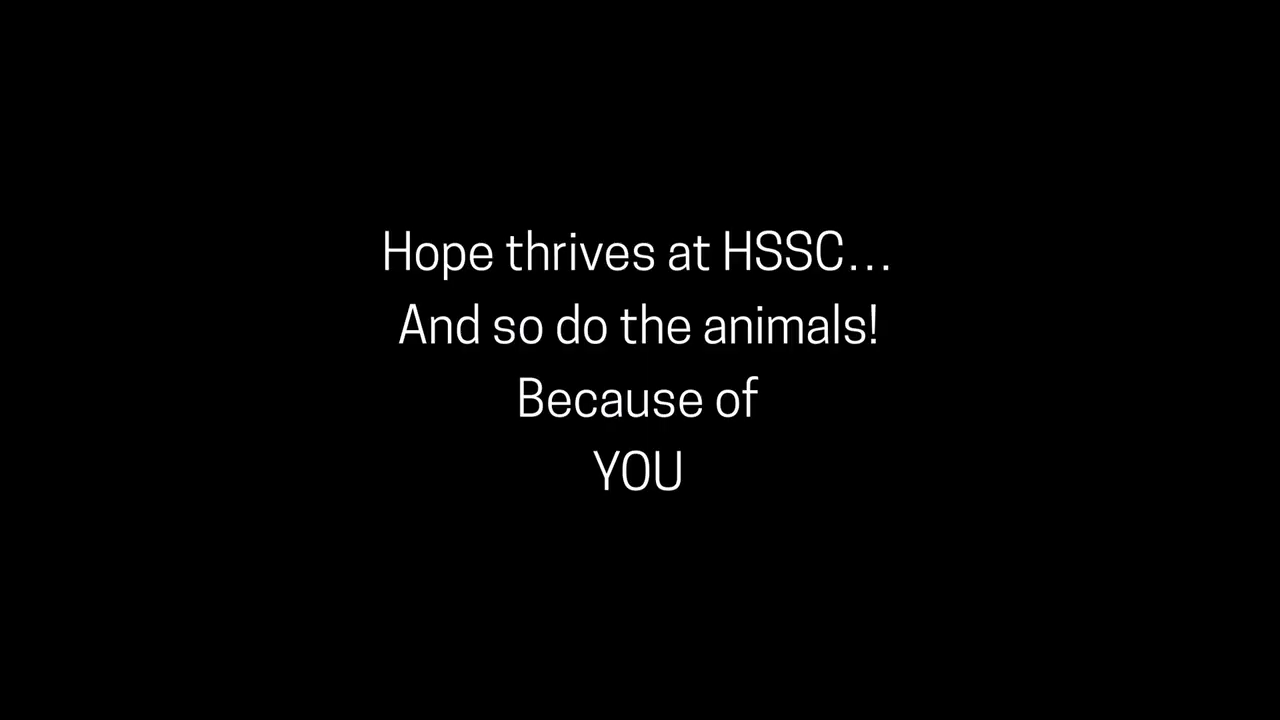 Hope thrives at HSSC...
And so do the animals!
Because of
YOU